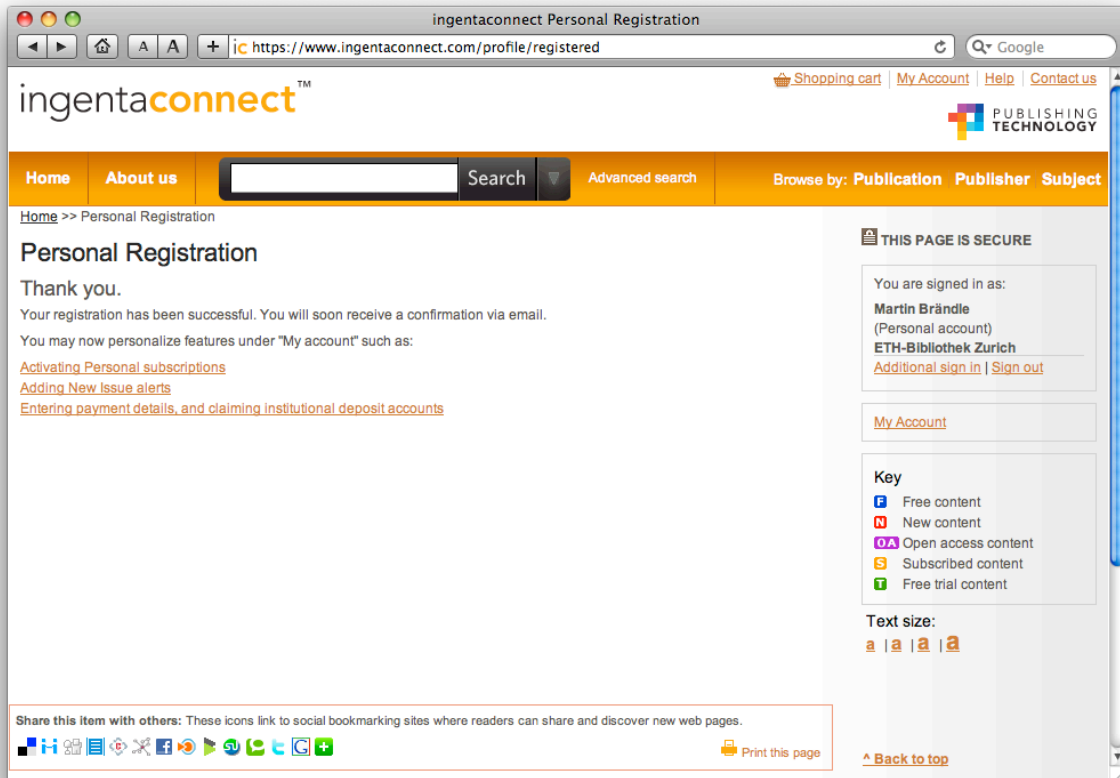 ingentaconnect Personal Registration
A A + ic https://www.ingentaconnect.com/profile/registered Google
Shopping cart | My Account | Help | Contact us
ingentaconnect™
PUBLISHING
TECHNOLOGY
Home About us Search Advanced search Browse by: Publication Publisher Subject
Home >> Personal Registration
Personal Registration
Thank you.
Your registration has been successful. You will soon receive a confirmation via email.
You may now personalize features under "My account" such as:
Activating Personal subscriptions
Adding New Issue alerts
Entering payment details, and claiming institutional deposit accounts
THIS PAGE IS SECURE
You are signed in as:
Martin Brändle
(Personal account)
ETH-Bibliothek Zurich
Additional sign in | Sign out
My Account
Key
F Free content
N New content
OA Open access content
S Subscribed content
T Free trial content
Text size:
a | a | a | a
Share this item with others: These icons link to social bookmarking sites where readers can share and discover new web pages.
Print this page
^ Back to top